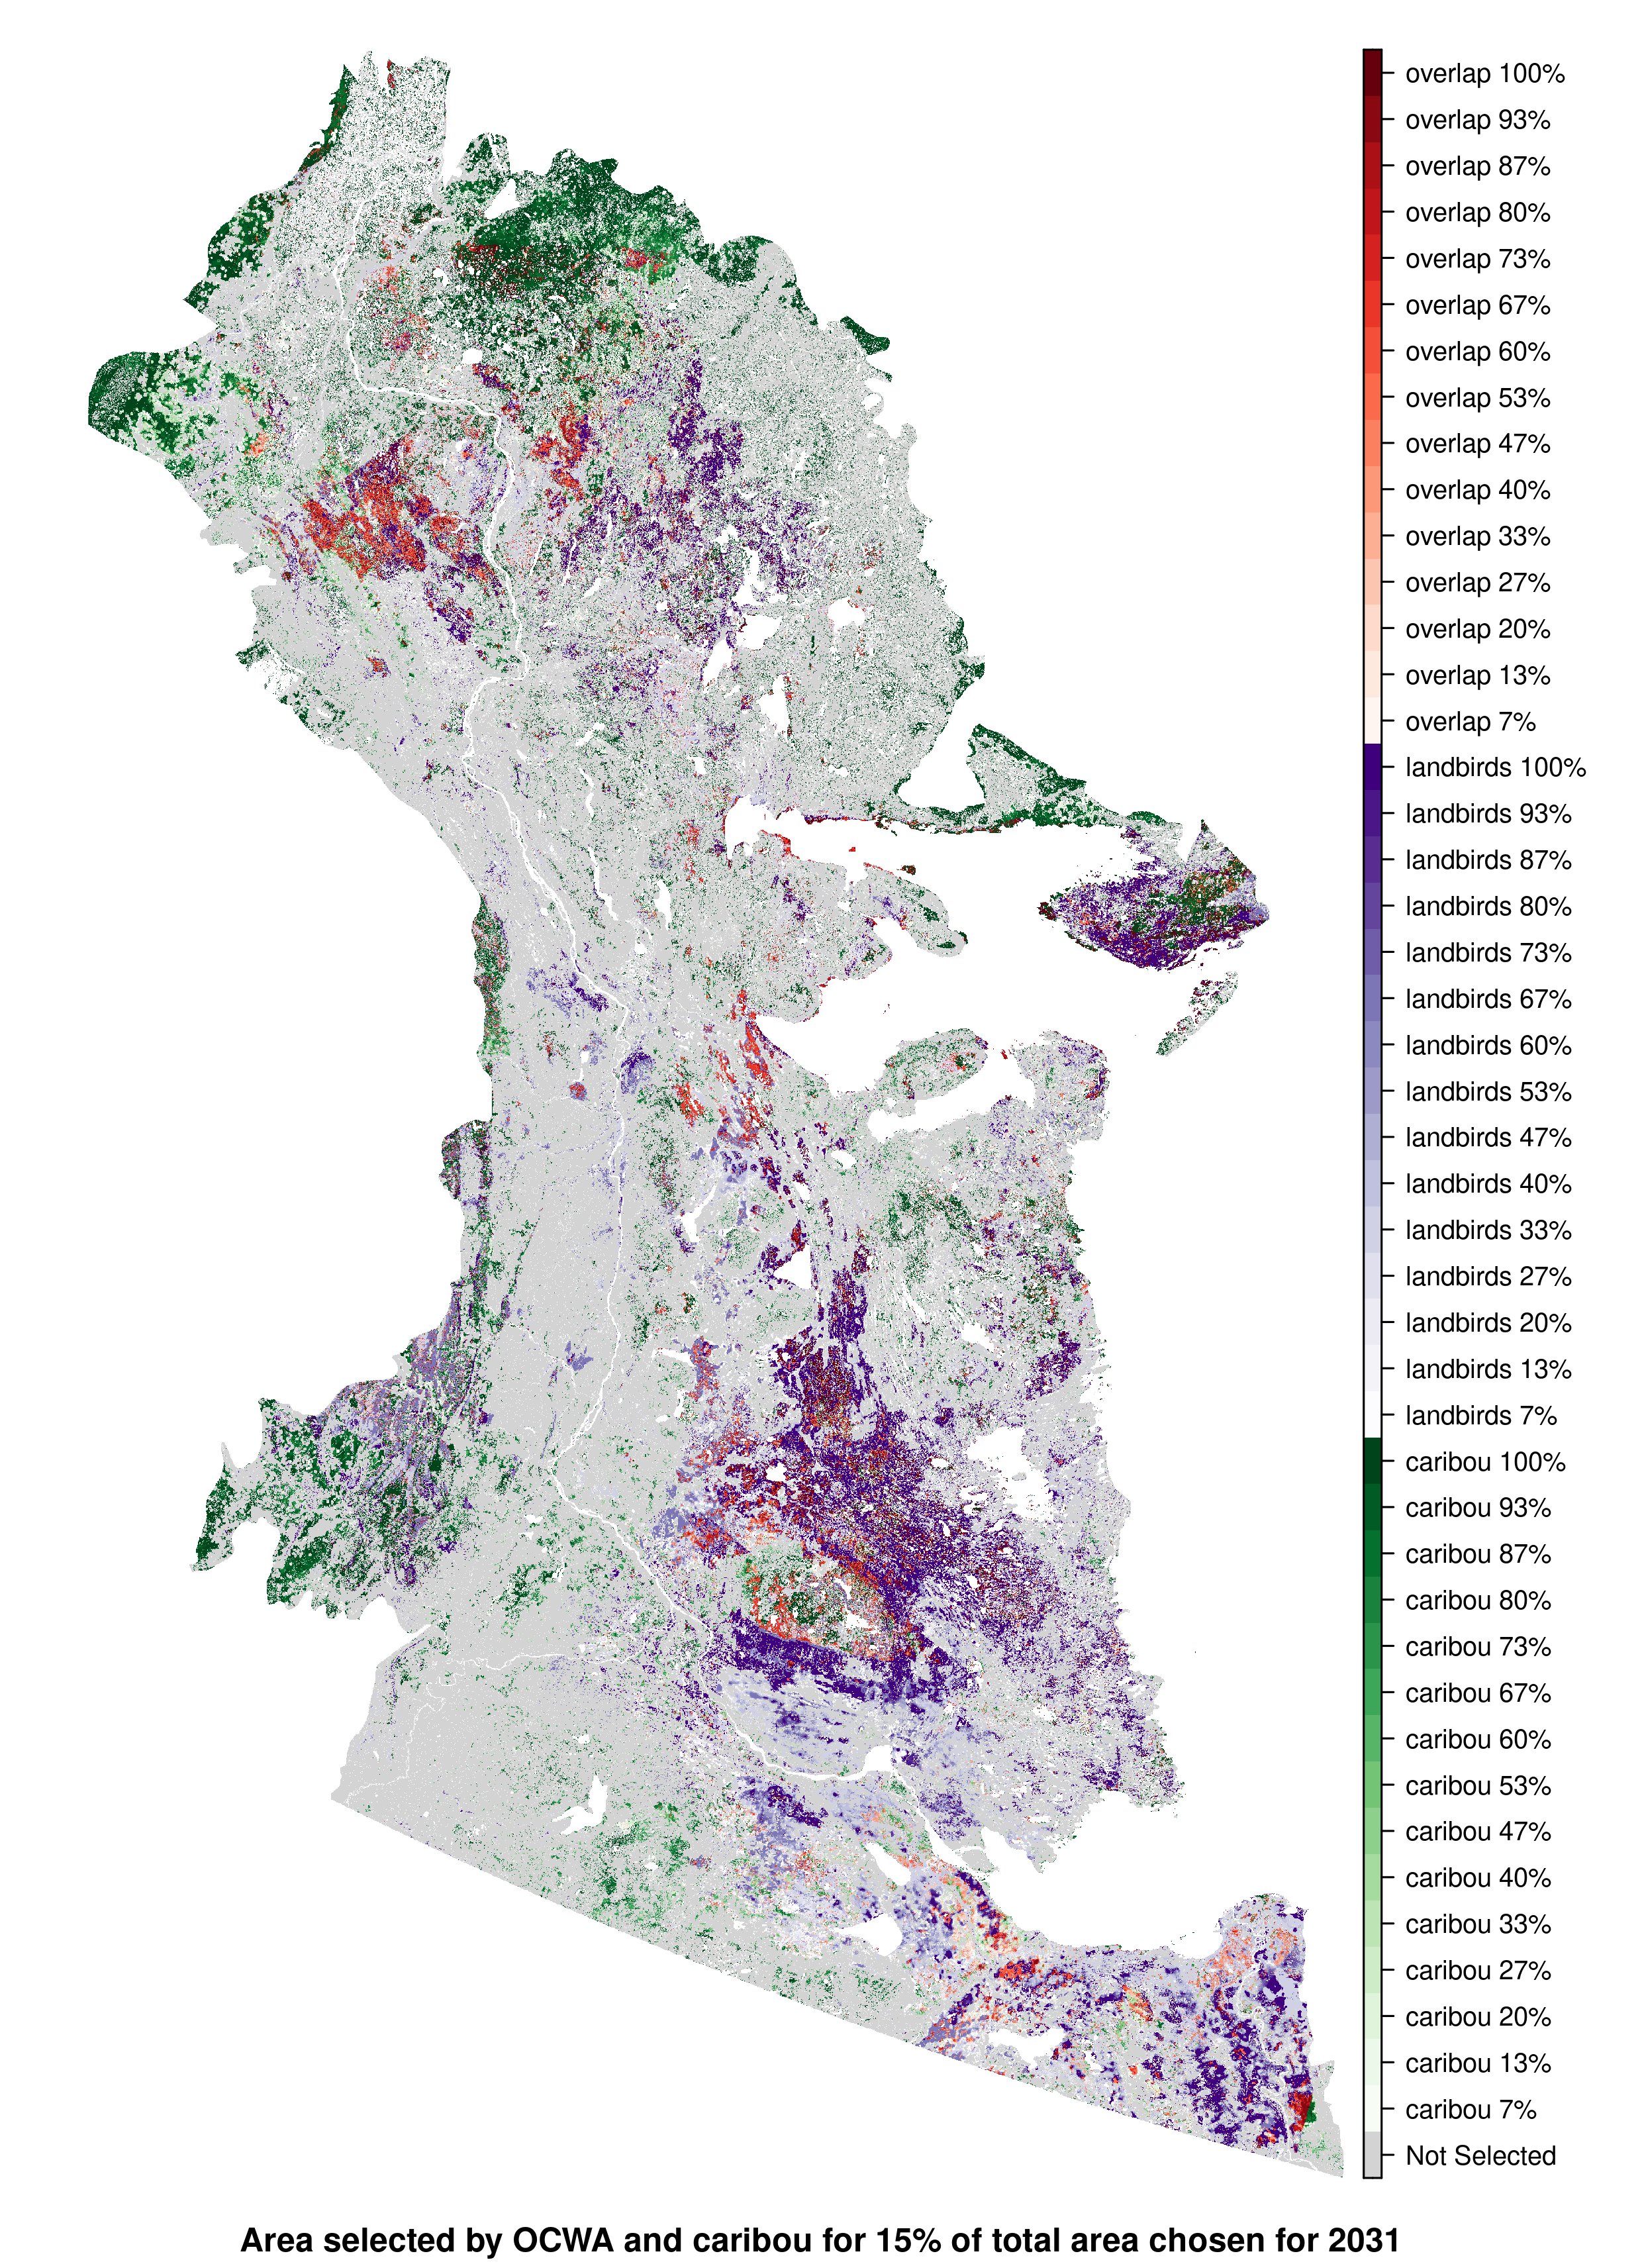 overlap 100%
overlap 93%
overlap 87%
overlap 80%
overlap 73%
overlap 67%
overlap 60%
overlap 53%
overlap 47%
overlap 40%
overlap 33%
overlap 27%
overlap 20%
overlap 13%
overlap 7%
landbirds 100%
landbirds 93%
landbirds 87%
landbirds 80%
landbirds 73%
landbirds 67%
landbirds 60%
landbirds 53%
landbirds 47%
landbirds 40%
landbirds 33%
landbirds 27%
landbirds 20%
landbirds 13%
landbirds 7%
caribou 100%
caribou 93%
caribou 87%
caribou 80%
caribou 73%
caribou 67%
caribou 60%
caribou 53%
caribou 47%
caribou 40%
caribou 33%
caribou 27%
caribou 20%
caribou 13%
caribou 7%
Not Selected
Area selected by OCWA and caribou for 15% of total area chosen for 2031